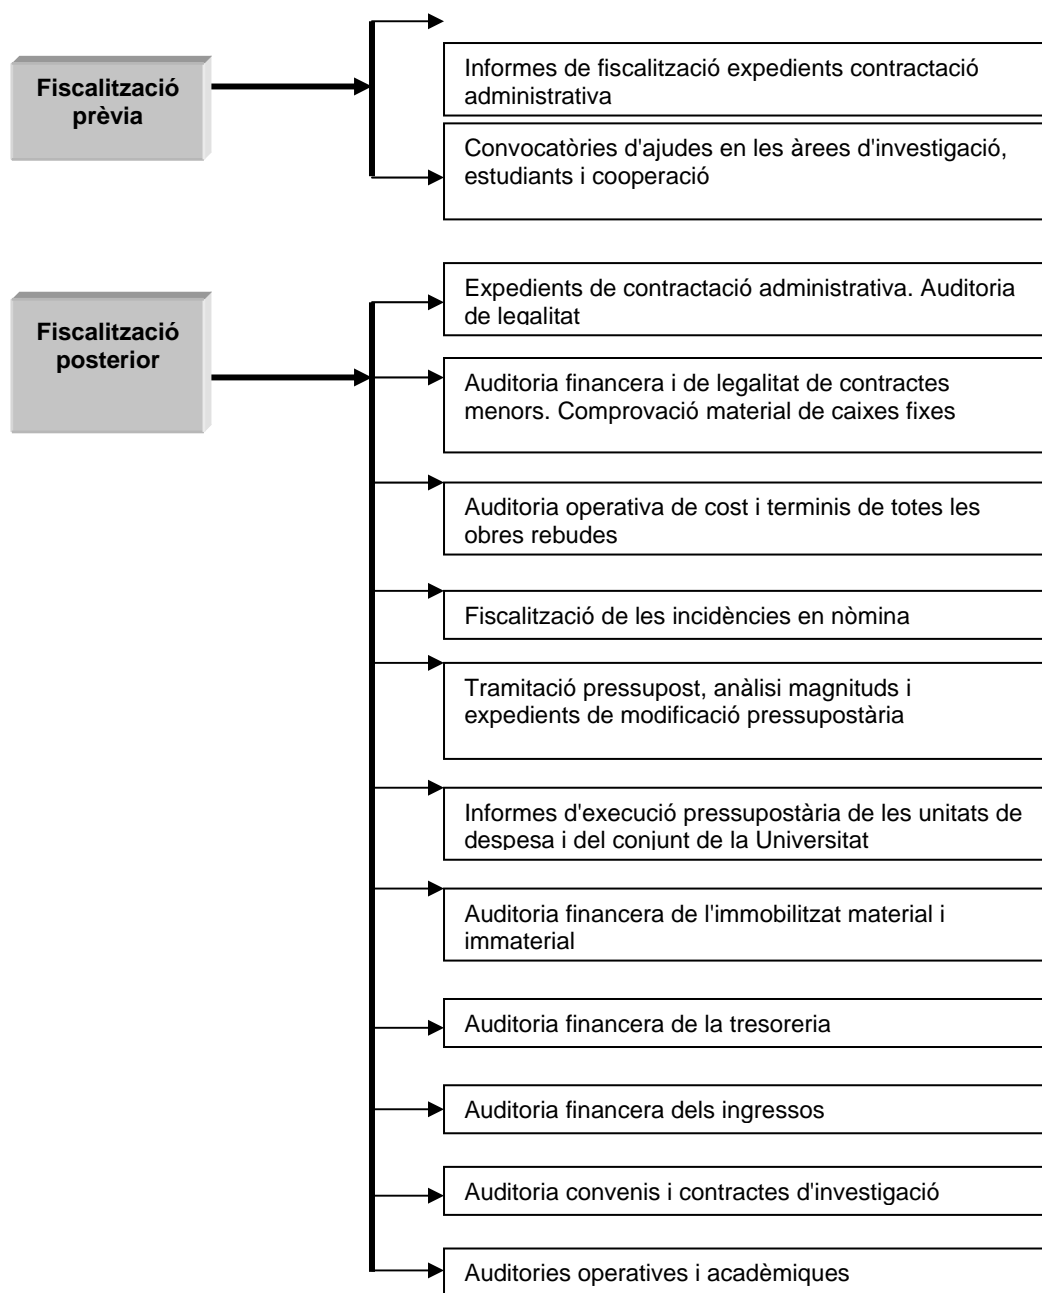 Fiscalització
prèvia
Informes de fiscalització expedients contractació
administrativa
Convocatòries d'ajudes en les àrees d'investigació,
estudiants i cooperació
Fiscalització
posterior
Expedients de contractació administrativa. Auditoria
de legalitat
Auditoria financera i de legalitat de contractes
menors. Comprovació material de caixes fixes
Auditoria operativa de cost i terminis de totes les
obres rebudes
Fiscalització de les incidències en nòmina
Tramitació pressupost, anàlisi magnituds i
expedients de modificació pressupostària
Informes d'execució pressupostària de les unitats de
despesa i del conjunt de la Universitat
Auditoria financera de l'immobilitzat material i
immaterial
Auditoria financera de la tresoreria
Auditoria financera dels ingressos
Auditoria convenis i contractes d'investigació
Auditories operatives i acadèmiques